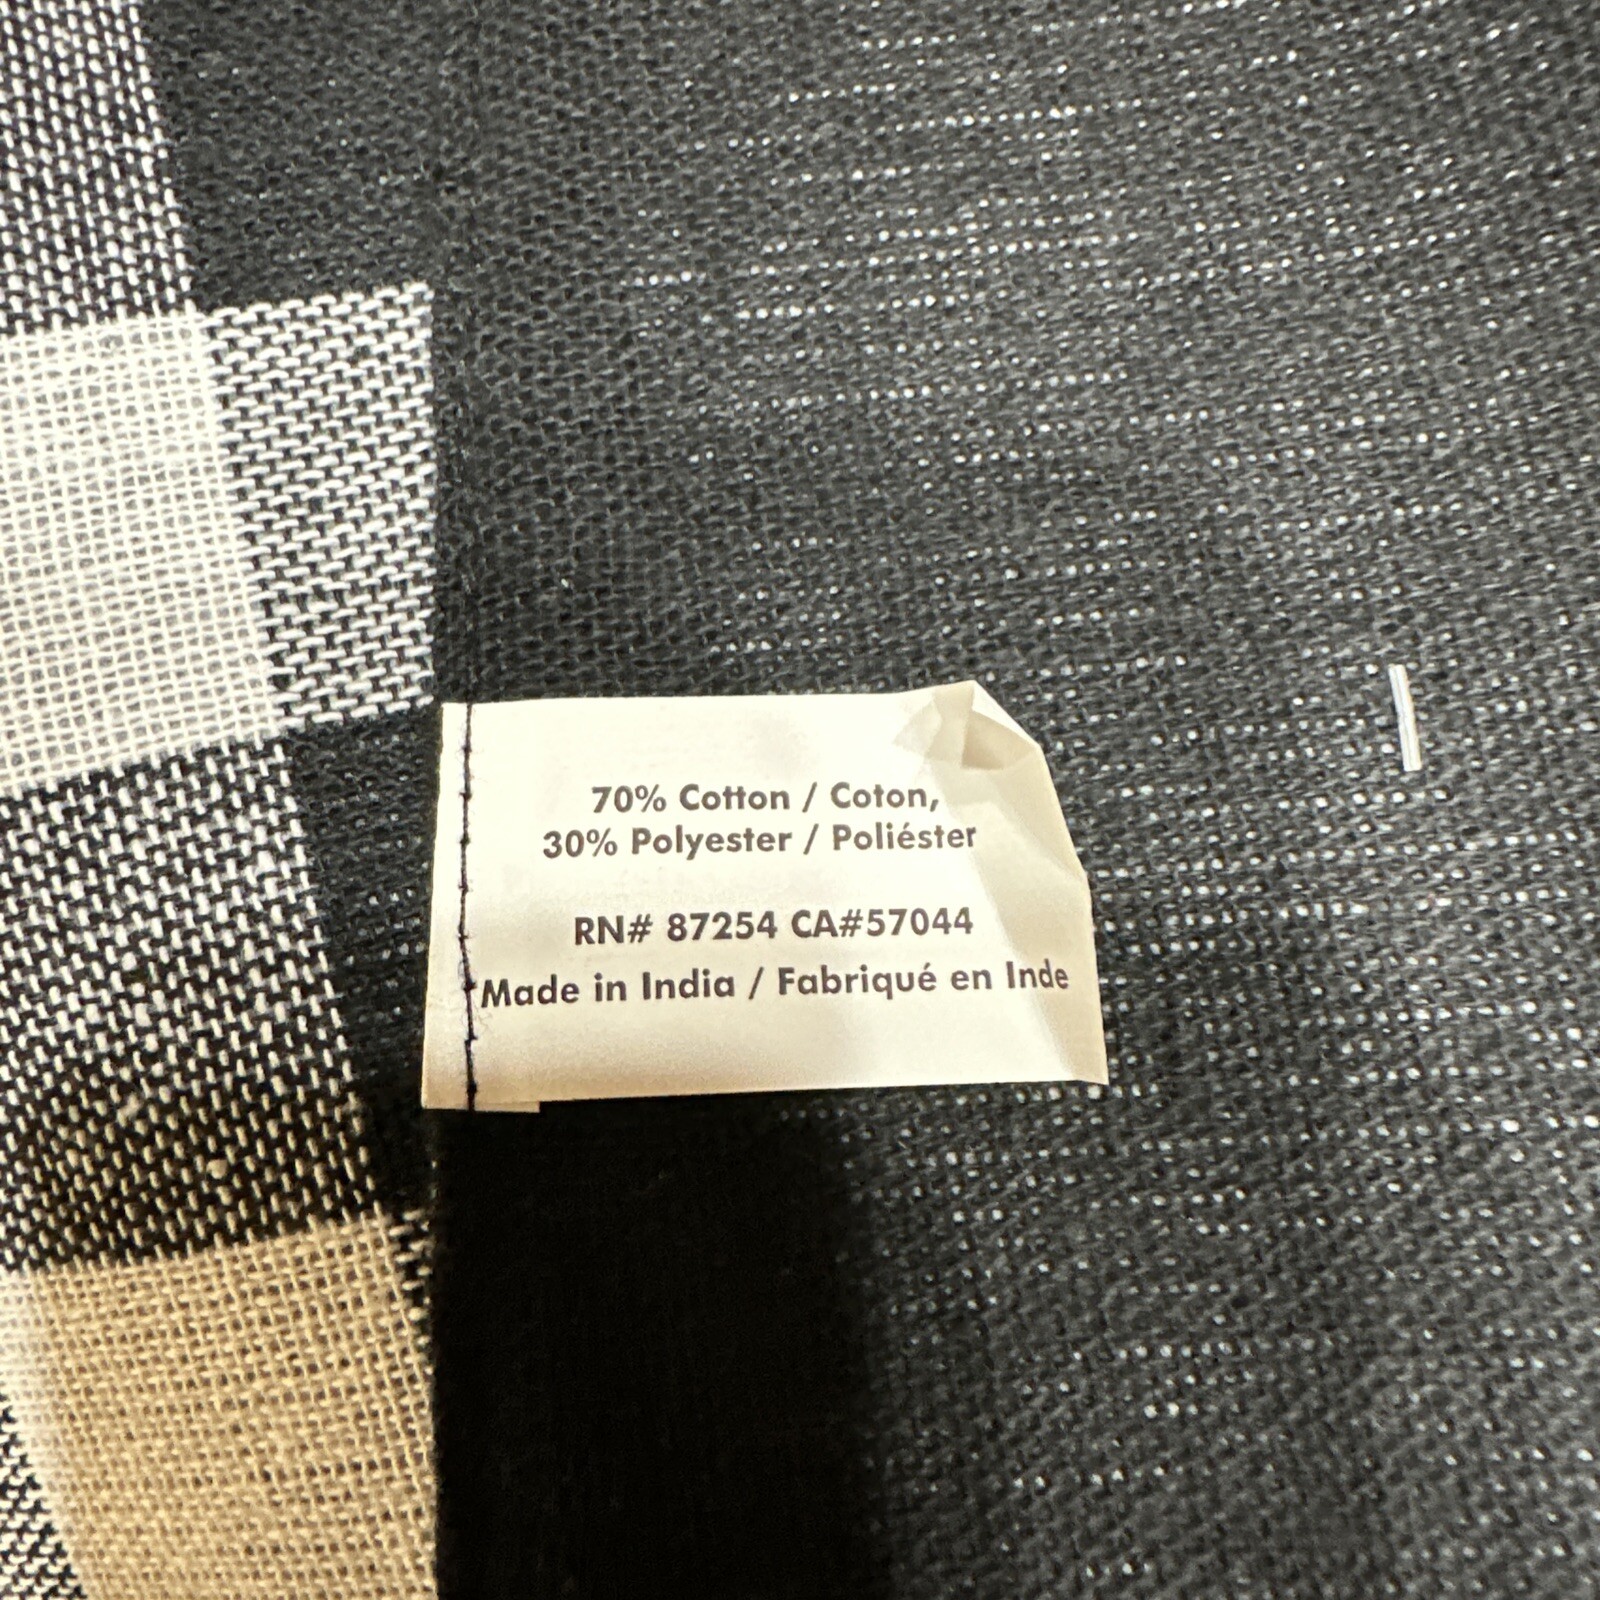 70% Cotton / Coton,
30% Polyester / Poliéster
RN# 87254 CA#57044
Made in India / Fabriqué en Inde